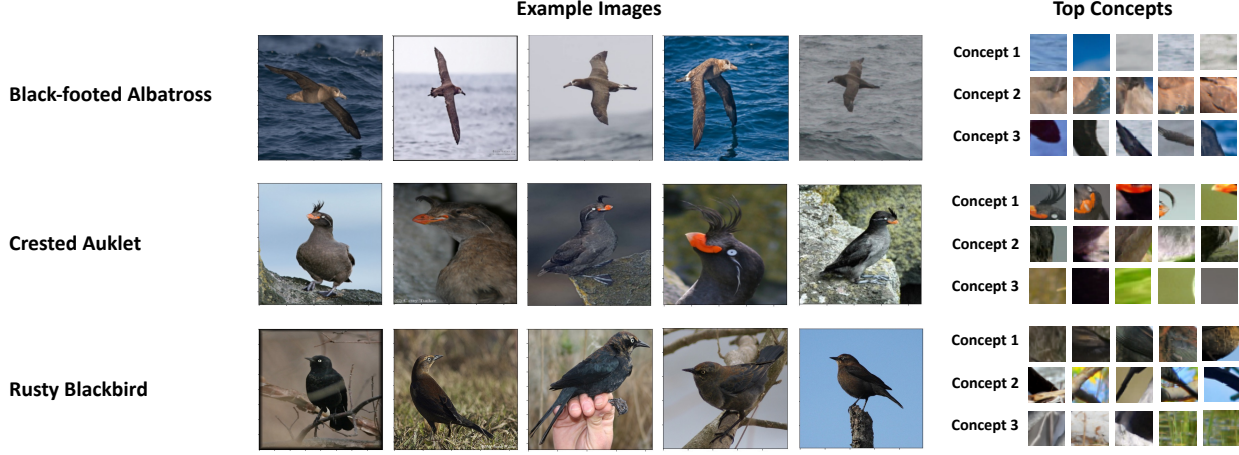 Example Images
Top Concepts
Black-footed Albatross
Concept 1
Concept 2
Concept 3
Crested Auklet
Concept 1
Concept 2
Concept 3
Rusty Blackbird
Concept 1
Concept 2
Concept 3